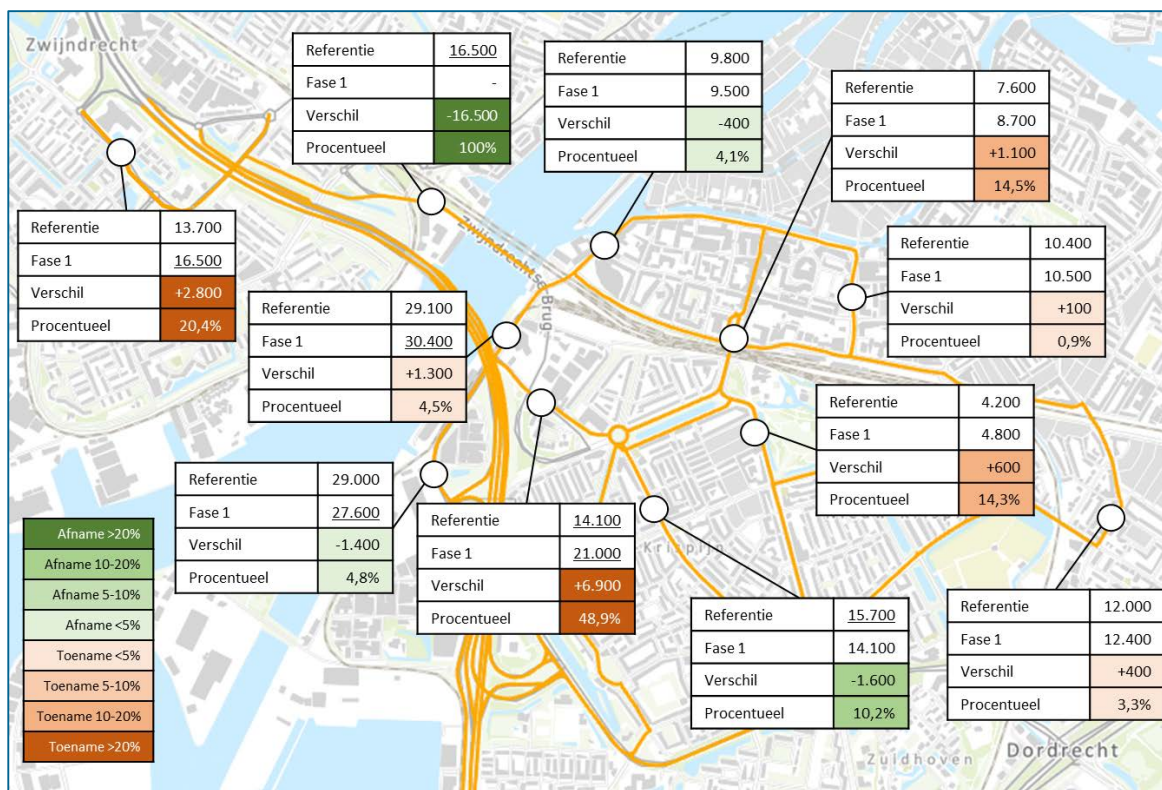 Zwijndrecht
Referentie 16.500
Fase 1 -
Verschil -16.500
Procentueel 100%
Referentie 9.800
Fase 1 9.500
Verschil -400
Procentueel 4,1%
Referentie 7.600
Fase 1 8.700
Verschil +1.100
Procentueel 14,5%
Referentie 13.700
Fase 1 16.500
Verschil +2.800
Procentueel 20,4%
Zwijndrechtse Brug
Referentie 10.400
Fase 1 10.500
Verschil +100
Procentueel 0,9%
Referentie 29.100
Fase 1 30.400
Verschil +1.300
Procentueel 4,5%
Referentie 4.200
Fase 1 4.800
Verschil +600
Procentueel 14,3%
Referentie 29.000
Fase 1 27.600
Verschil -1.400
Procentueel 4,8%
Referentie 14.100
Fase 1 21.000
Verschil +6.900
Procentueel 48,9%
Krispijn
Referentie 15.700
Fase 1 14.100
Verschil -1.600
Procentueel 10,2%
Referentie 12.000
Fase 1 12.400
Verschil +400
Procentueel 3,3%
Afname >20%
Afname 10-20%
Afname 5-10%
Afname <5%
Toename <5%
Toename 5-10%
Toename 10-20%
Toename >20%
Zuidhoven
Dordrecht